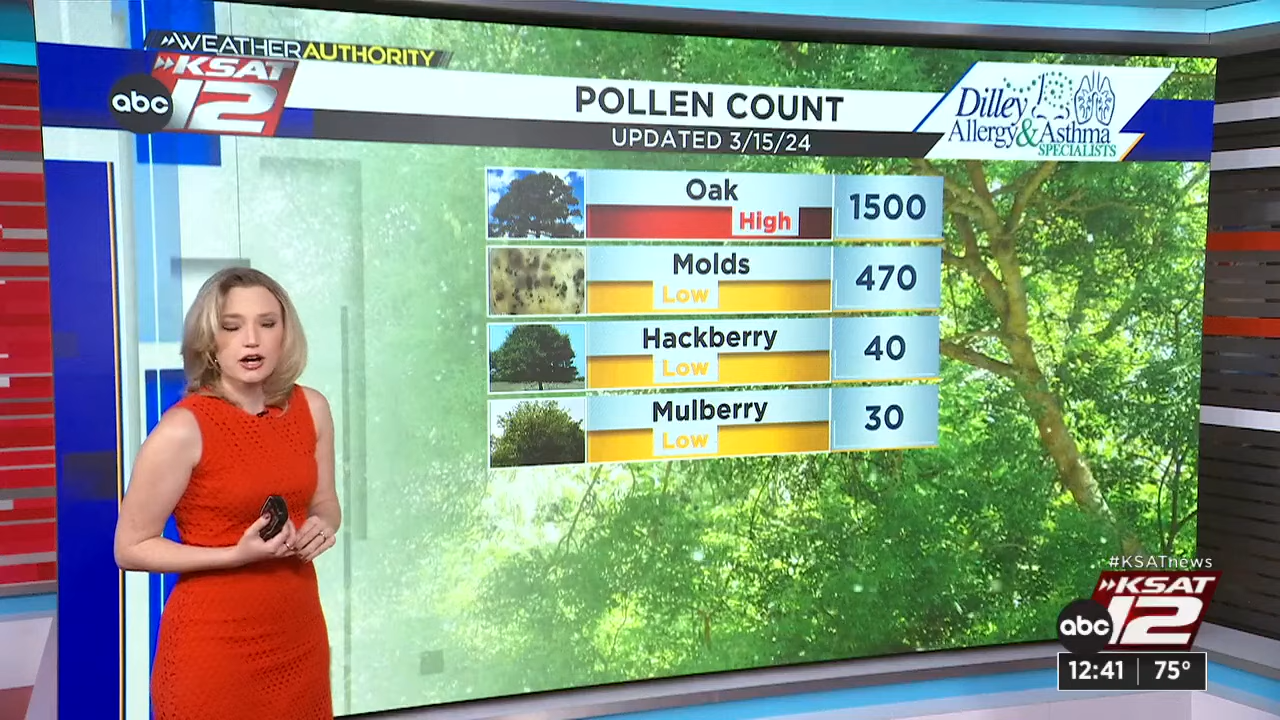 WEATHER AUTHORITY
KSAT
abc 12
POLLEN COUNT
UPDATED 3/15/24
Dilley
Allergy & Asthma
SPECIALISTS
Oak
High
1500
Molds
Low
470
Hackberry
Low
40
Mulberry
Low
30
#KSATnews
KSAT
abc 12
12:41 75°